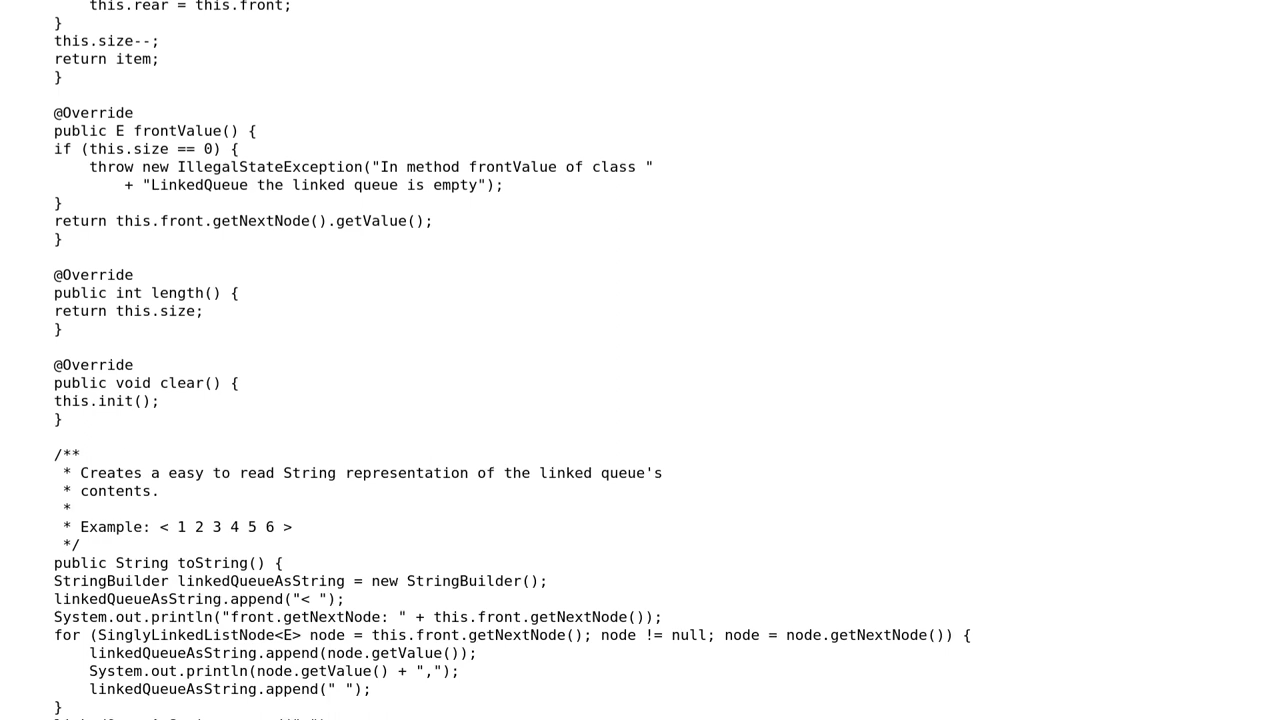 this.rear = this.front;
}
this.size--;
return item;
}

@Override
public E frontValue() {
if (this.size == 0) {
    throw new IllegalStateException("In method frontValue of class "
        + "LinkedQueue the linked queue is empty");
}
return this.front.getNextNode().getValue();
}

@Override
public int length() {
return this.size;
}

@Override
public void clear() {
this.init();
}

/**
 * Creates a easy to read String representation of the linked queue's
 * contents.
 *
 * Example: < 1 2 3 4 5 6 >
 */
public String toString() {
StringBuilder linkedQueueAsString = new StringBuilder();
linkedQueueAsString.append("< ");
System.out.println("front.getNextNode: " + this.front.getNextNode());
for (SinglyLinkedListNode<E> node = this.front.getNextNode(); node != null; node = node.getNextNode()) {
    linkedQueueAsString.append(node.getValue());
    System.out.println(node.getValue() + ",");
    linkedQueueAsString.append(" ");
}